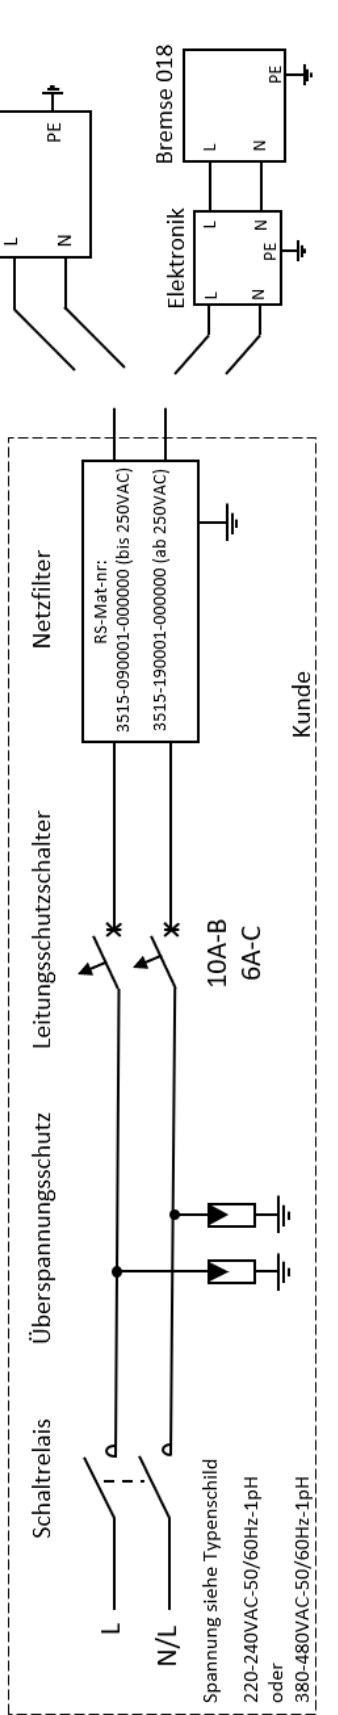 Schaltrelais
Überspannungsschutz
Leitungsschutzschalter
Netzfilter
L
N/L
Spannung siehe Typenschild
220-240VAC-50/60Hz-1pH
oder
380-480VAC-50/60Hz-1pH
10A-B
6A-C
RS-Mat-nr:
3515-090001-000000 (bis 250VAC)
3515-190001-000000 (ab 250VAC)
Kunde
L
N
PE
Elektronik
L
N
PE
L
N
Bremse 018
L
N
PE